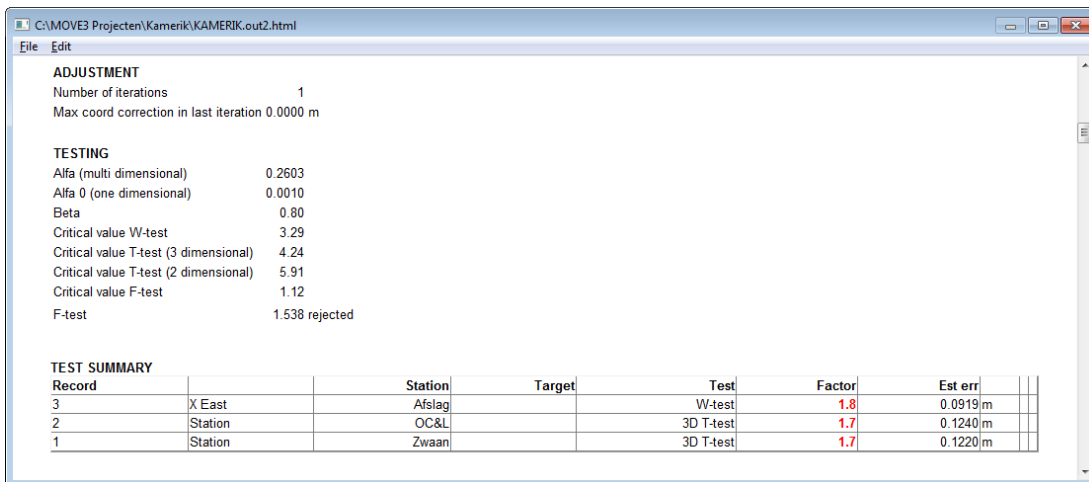 C:\MOVE3 Projecten\Kamerik\KAMERIK.out2.html
File Edit
ADJUSTMENT
Number of iterations 1
Max coord correction in last iteration 0.0000 m
TESTING
Alfa (multi dimensional) 0.2603
Alfa 0 (one dimensional) 0.0010
Beta 0.80
Critical value W-test 3.29
Critical value T-test (3 dimensional) 4.24
Critical value T-test (2 dimensional) 5.91
Critical value F-test 1.12
F-test 1.538 rejected
TEST SUMMARY
Record Station Target Test Factor Est err
3 X East Afslag W-test 1.8 0.0919 m
2 Station OC&L 3D T-test 1.7 0.1240 m
1 Station Zwaan 3D T-test 1.7 0.1220 m